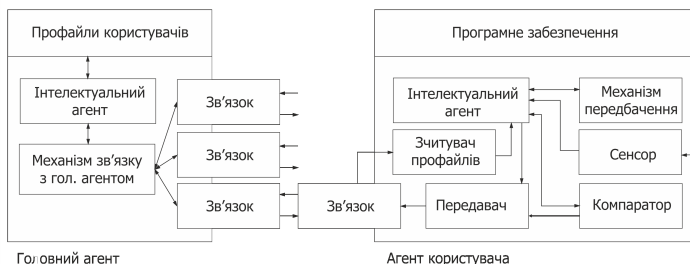 Профайли користувачів
Інтелектуальний
агент
Механізм зв'язку
з гол. агентом
Зв'язок
Зв'язок
Зв'язок
Головний агент
Зв'язок
Програмне забезпечення
Інтелектуальний
агент
Механізм
передбачення
Зчитувач
профайлів
Сенсор
Передавач
Компаратор
Агент користувача